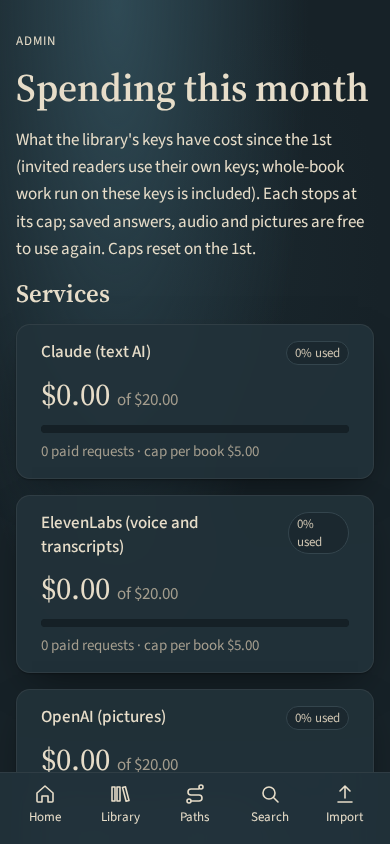 ADMIN
Spending this month
What the library's keys have cost since the 1st
(invited readers use their own keys; whole-book
work run on these keys is included). Each stops at
its cap; saved answers, audio and pictures are free
to use again. Caps reset on the 1st.
Services
Claude (text AI)
0% used
$0.00 of $20.00
0 paid requests · cap per book $5.00
ElevenLabs (voice and
transcripts)
0%
used
$0.00 of $20.00
0 paid requests · cap per book $5.00
OpenAI (pictures)
0% used
$0.00 of $20.00
Home
Library
Paths
Search
Import